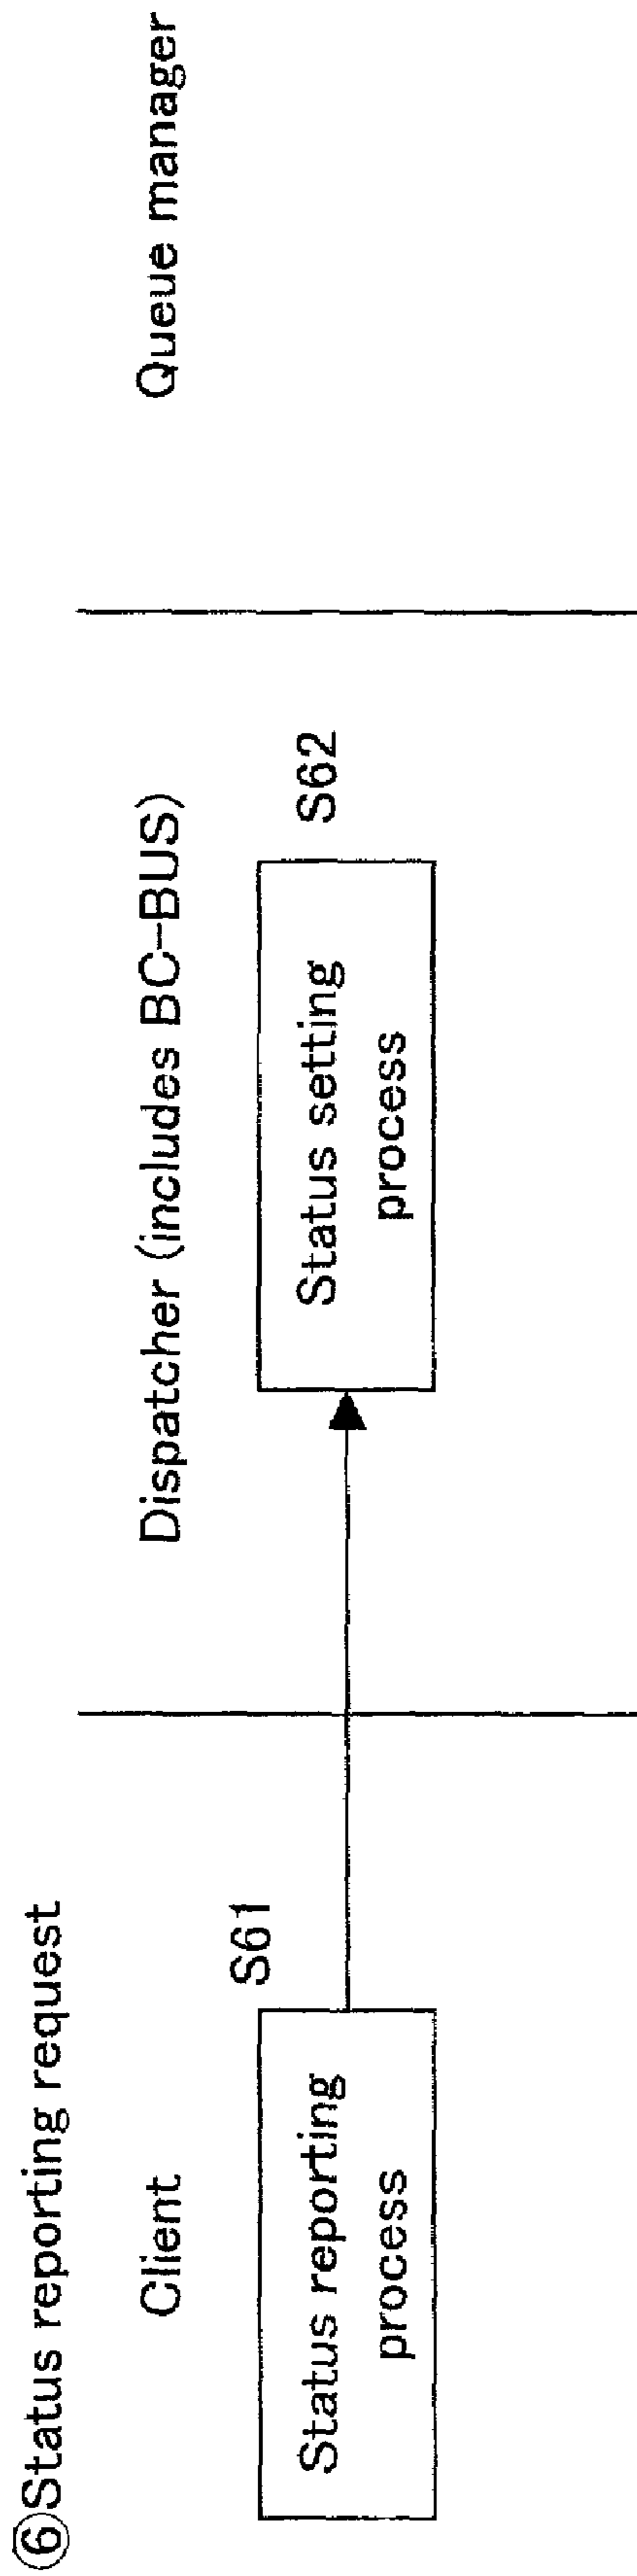 ⑥Status reporting request
Client
Dispatcher (includes BC-BUS)
Queue manager
S61
Status reporting
process
Status setting
process
S62